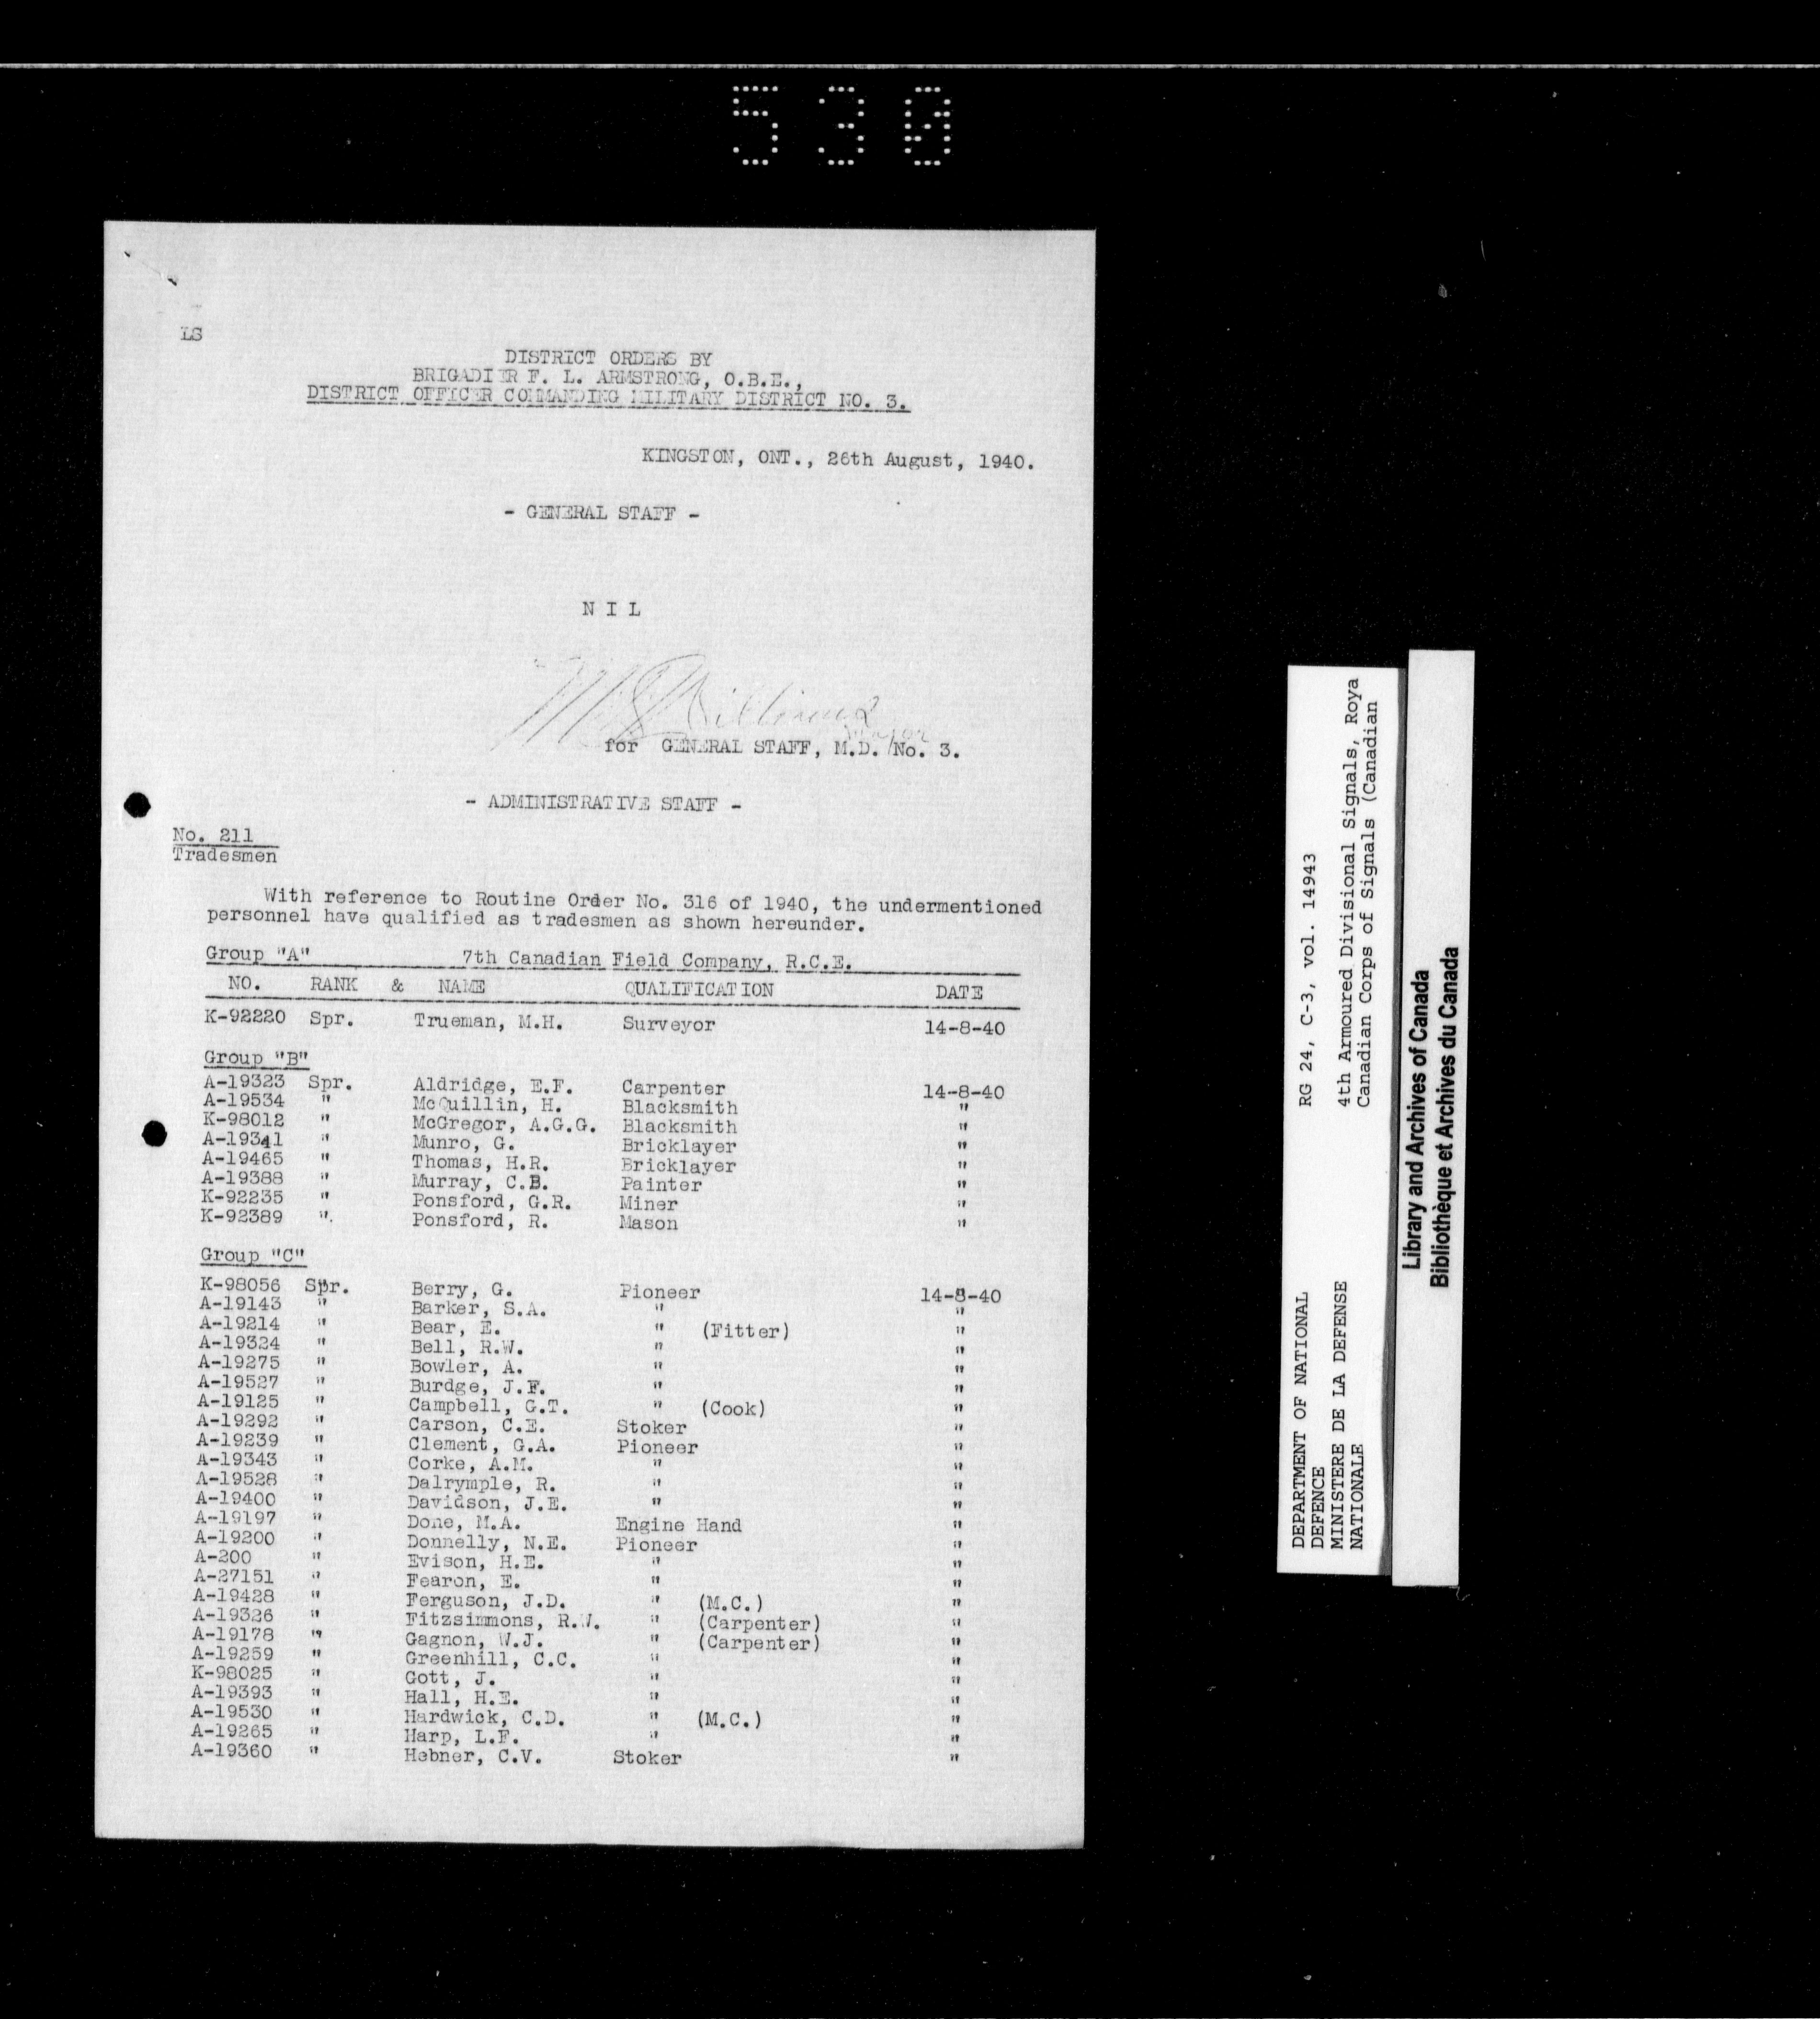 530
LS
DISTRICT ORDERS BY
BRIGADIER F. L. ARMSTRONG, O.B.E.,
DISTRICT OFFICER COMMANDING MILITARY DISTRICT NO. 3.
KINGSTON, ONT., 26th August, 1940.
- GENERAL STAFF -
N I L
Major
for GENERAL STAFF, M.D. No. 3.
- ADMINISTRATIVE STAFF -
No. 211
Tradesmen
With reference to Routine Order No. 316 of 1940, the undermentioned
personnel have qualified as tradesmen as shown hereunder.
Group "A" 7th Canadian Field Company, R.C.E.
NO. RANK & NAME QUALIFICATION DATE
K-92220 Spr. Trueman, M.H. Surveyor 14-8-40
Group "B"
A-19323 Spr. Aldridge, E.F. Carpenter 14-8-40
A-19534 " McQuillin, H. Blacksmith "
K-98012 " McGregor, A.G.G. Blacksmith "
A-19341 " Munro, G. Bricklayer "
A-19465 " Thomas, H.R. Bricklayer "
A-19388 " Murray, C.B. Painter "
K-92235 " Ponsford, G.R. Miner "
K-92389 ". Ponsford, R. Mason "
Group "C"
K-98056 Spr. Berry, G. Pioneer 14-8-40
A-19143 " Barker, S.A. " "
A-19214 " Bear, E. " (Fitter) "
A-19324 " Bell, R.W. " "
A-19275 " Bowler, A. " "
A-19527 " Burdge, J.F. " "
A-19125 " Campbell, G.T. " (Cook) "
A-19292 " Carson, C.E. Stoker "
A-19239 " Clement, G.A. Pioneer "
A-19343 " Corke, A.M. " "
A-19528 " Dalrymple, R. " "
A-19400 " Davidson, J.E. " "
A-19197 " Done, M.A. Engine Hand "
A-19200 " Donnelly, N.E. Pioneer "
A-200 " Evison, H.E. " "
A-27151 " Fearon, E. " "
A-19428 " Ferguson, J.D. " (M.C.) "
A-19326 " Fitzsimmons, R.W. " (Carpenter) "
A-19178 " Gagnon, W.J. " (Carpenter) "
A-19259 " Greenhill, C.C. " "
K-98025 " Gott, J. " "
A-19393 " Hall, H.E. " "
A-19530 " Hardwick, C.D. " (M.C.) "
A-19265 " Harp, L.F. " "
A-19360 " Hebner, C.V. Stoker "
DEPARTMENT OF NATIONAL
DEFENCE
MINISTERE DE LA DEFENSE
NATIONALE
RG 24, C-3, vol. 14943
4th Armoured Divisional Signals, Roya
Canadian Corps of Signals (Canadian
Library and Archives of Canada
Bibliothèque et Archives du Canada